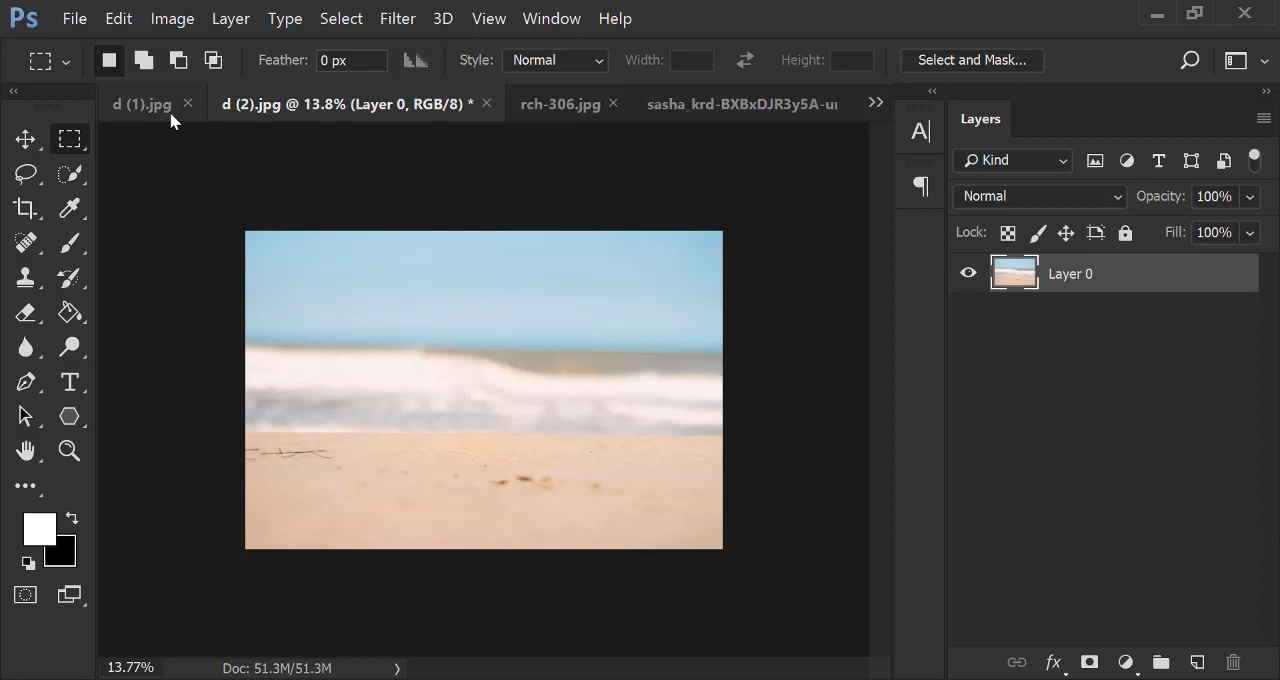 Ps File Edit Image Layer Type Select Filter 3D View Window Help
Feather: 0 px Style: Normal Width: Height: Select and Mask...
d (1).jpg × d (2).jpg @ 13.8% (Layer 0, RGB/8) * × rch-306.jpg × sasha_krd-BXBxDJR3y5A-u
Layers
Kind
Normal Opacity: 100%
Lock: Fill: 100%
Layer 0
13.77% Doc: 51.3M/51.3M
fx